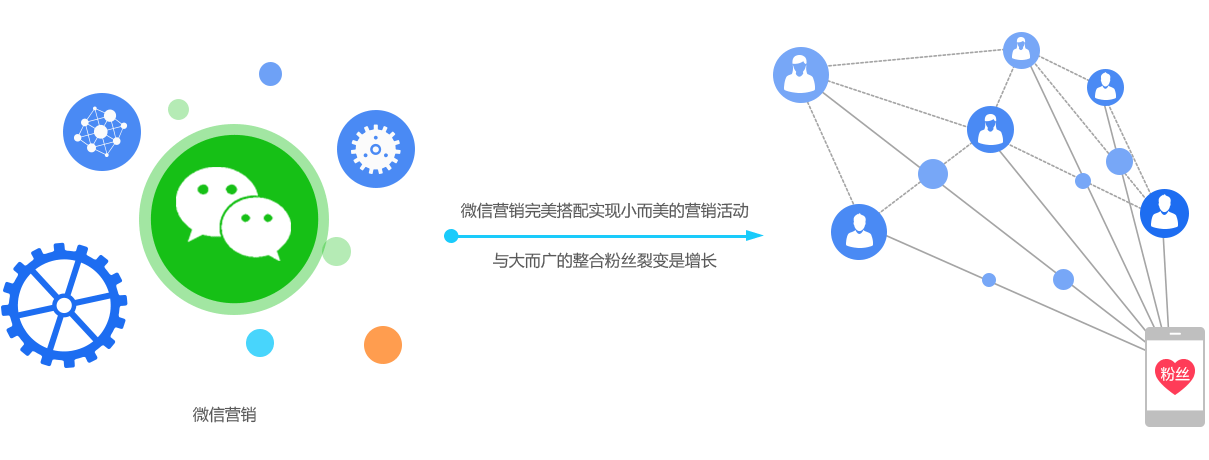 微信营销完美搭配实现小而美的营销活动
与大而广的整合粉丝裂变是增长
粉丝
微信营销